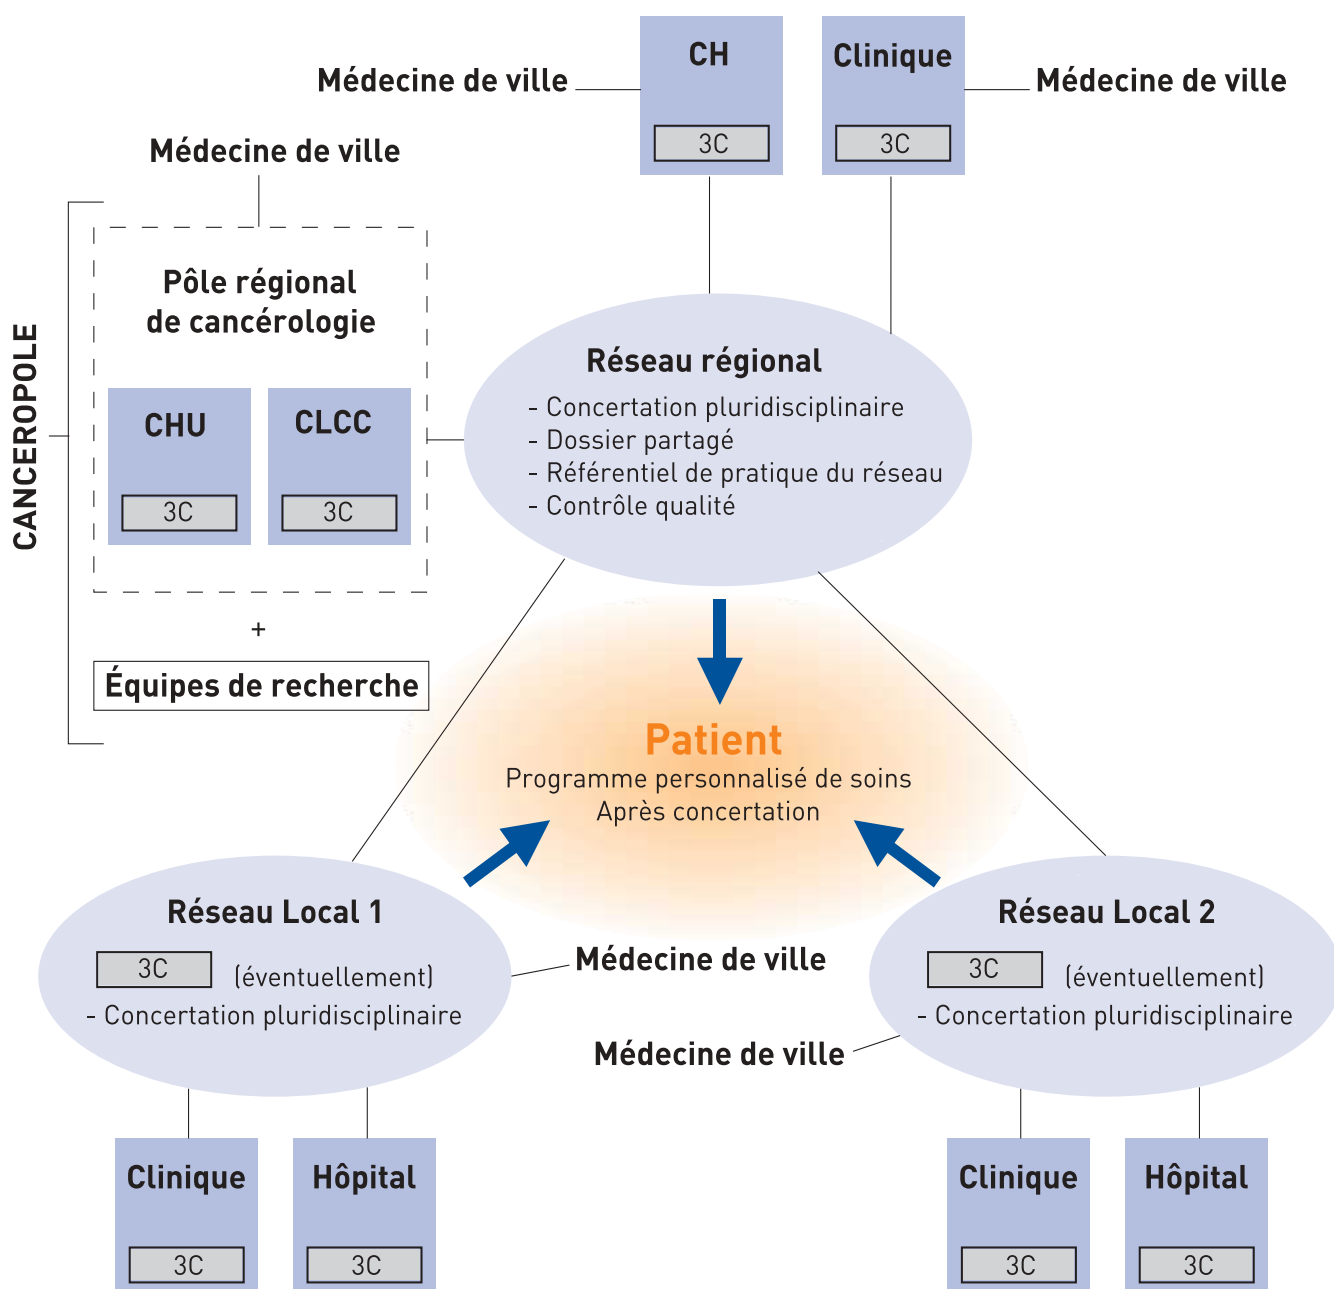 CH
Clinique
Médecine de ville
Médecine de ville
3C
3C
Médecine de ville
CANCEROPOLE
Pôle régional
de cancérologie
CHU
CLCC
3C
3C
+
Équipes de recherche
Réseau régional
- Concertation pluridisciplinaire
- Dossier partagé
- Référentiel de pratique du réseau
- Contrôle qualité
Patient
Programme personnalisé de soins
Après concertation
Réseau Local 1
3C (éventuellement)
- Concertation pluridisciplinaire
Médecine de ville
Réseau Local 2
3C (éventuellement)
- Concertation pluridisciplinaire
Médecine de ville
Clinique
3C
Hôpital
3C
Clinique
3C
Hôpital
3C